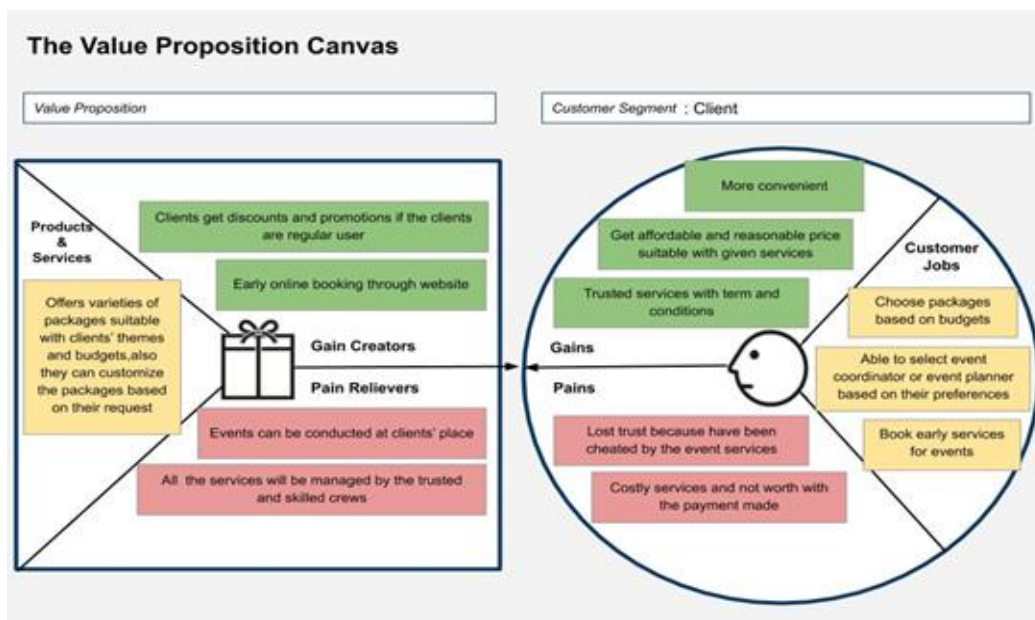 The Value Proposition Canvas
Value Proposition
Customer Segment : Client
Products
&
Services
Offers varieties of
packages suitable
with clients' themes
and budgets,also
they can customize
the packages based
on their request
Clients get discounts and promotions if the clients
are regular user
Early online booking through website
Gain Creators
Pain Relievers
Events can be conducted at clients' place
All the services will be managed by the trusted
and skilled crews
More convenient
Get affordable and reasonable price
suitable with given services
Trusted services with term and
conditions
Gains
Pains
Lost trust because have been
cheated by the event services
Costly services and not worth with
the payment made
Customer
Jobs
Choose packages
based on budgets
Able to select event
coordinator or event planner
based on their preferences
Book early services
for events